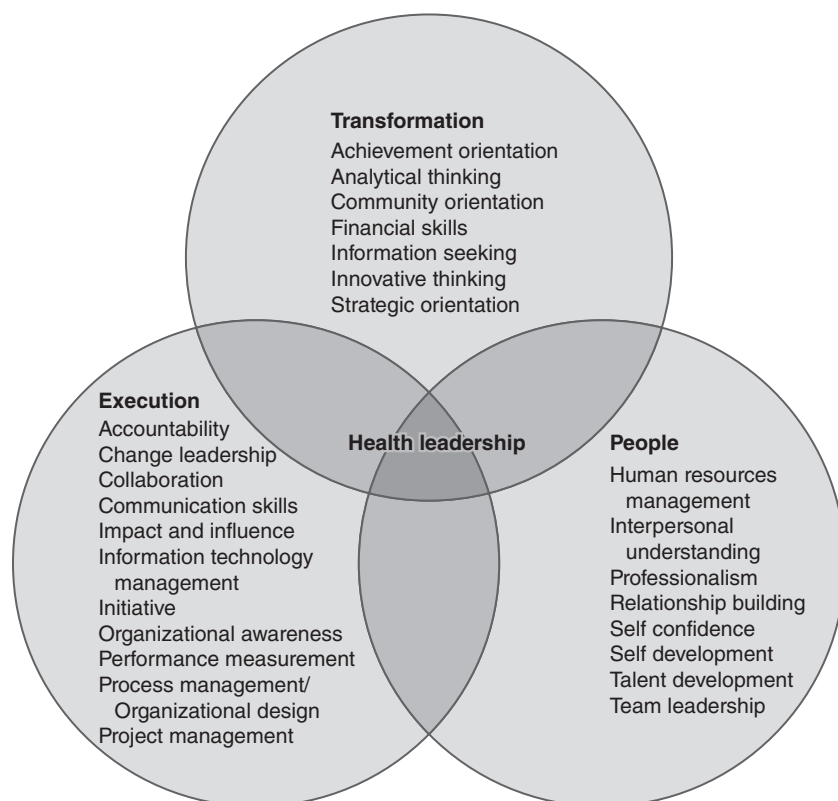 Transformation
Achievement orientation
Analytical thinking
Community orientation
Financial skills
Information seeking
Innovative thinking
Strategic orientation
Execution
Accountability
Change leadership
Collaboration
Communication skills
Impact and influence
Information technology
management
Initiative
Organizational awareness
Performance measurement
Process management/
Organizational design
Project management
Health leadership
People
Human resources
management
Interpersonal
understanding
Professionalism
Relationship building
Self confidence
Self development
Talent development
Team leadership